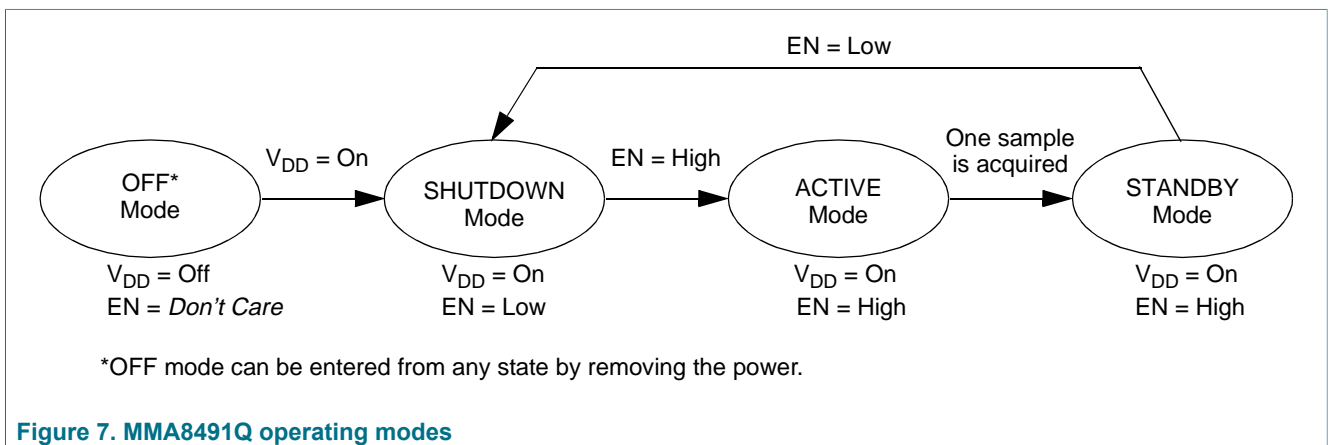 EN = Low
V_DD = On
EN = High
One sample
is acquired
OFF*
Mode
SHUTDOWN
Mode
ACTIVE
Mode
STANDBY
Mode
V_DD = Off
EN = Don't Care
V_DD = On
EN = Low
V_DD = On
EN = High
V_DD = On
EN = High
*OFF mode can be entered from any state by removing the power.
Figure 7. MMA8491Q operating modes